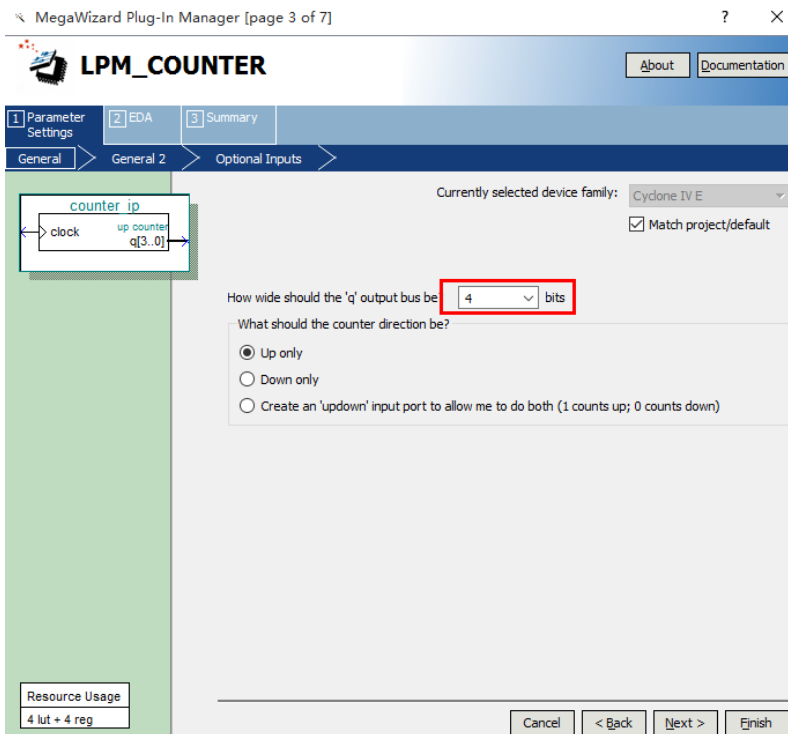 MegaWizard Plug-In Manager [page 3 of 7]
?
LPM_COUNTER
About
Documentation
1 Parameter Settings
2 EDA
3 Summary
General
General 2
Optional Inputs
counter_ip
clock
up counter
q[3..0]
Currently selected device family:
Cyclone IV E
Match project/default
How wide should the 'q' output bus be?
4
bits
What should the counter direction be?
Up only
Down only
Create an 'updown' input port to allow me to do both (1 counts up; 0 counts down)
Resource Usage
4 lut + 4 reg
Cancel
< Back
Next >
Finish